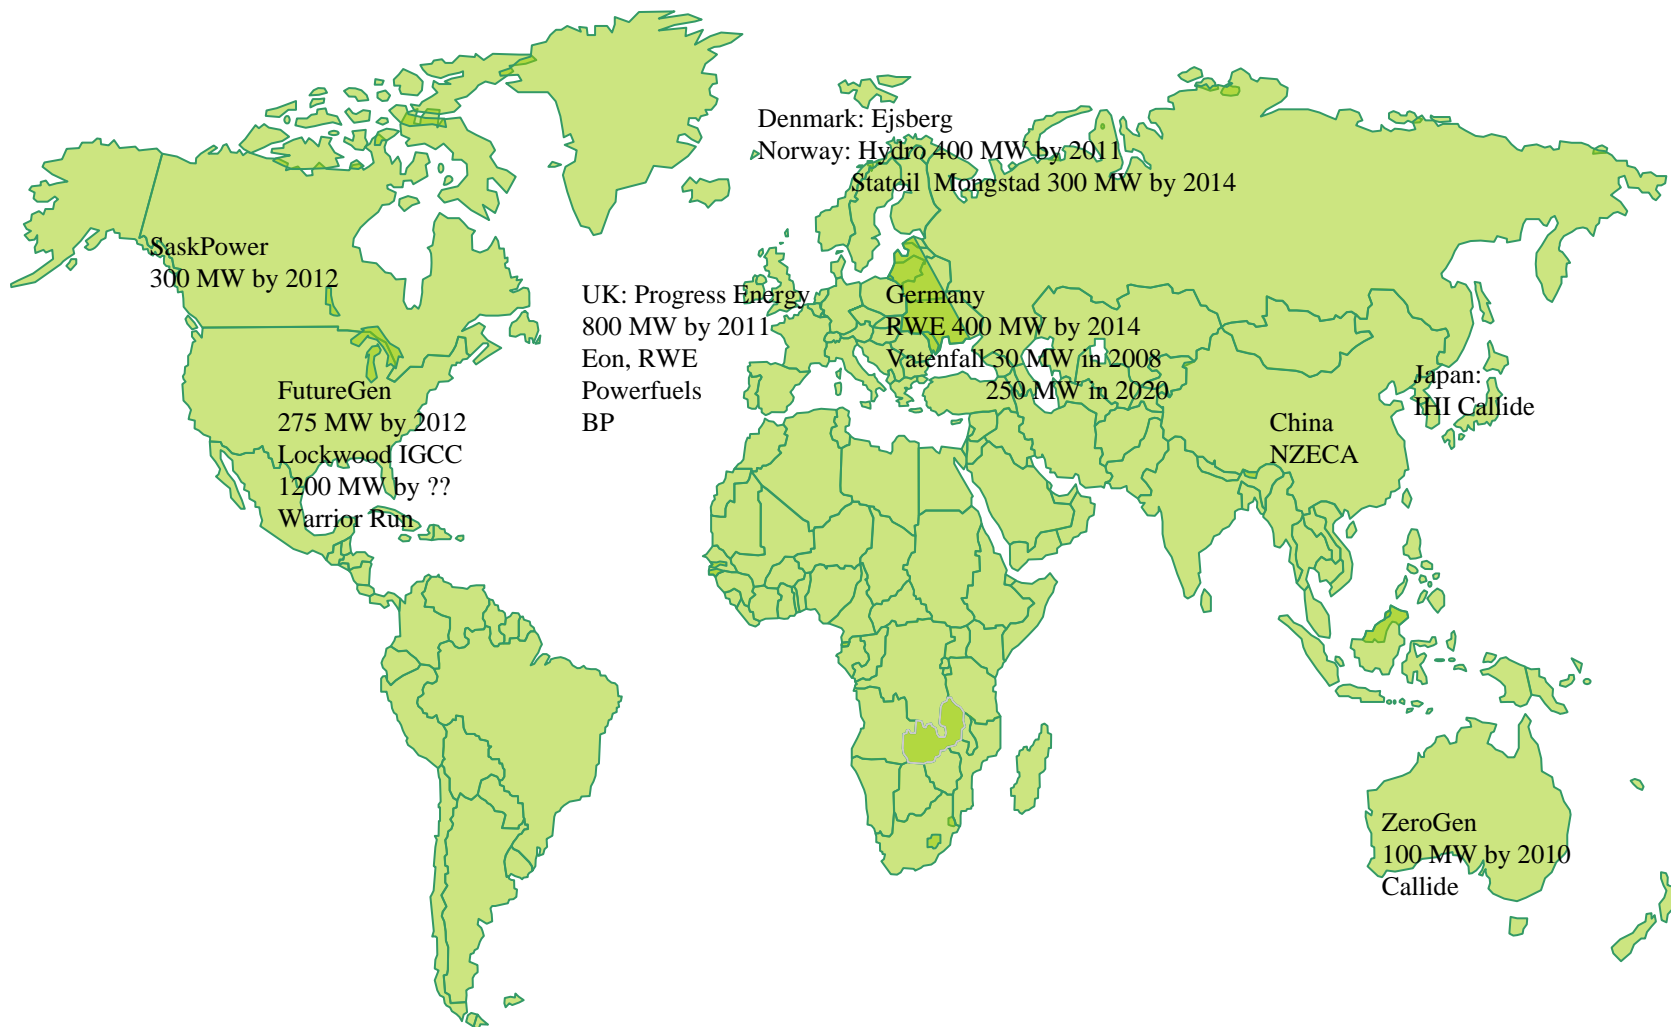 Denmark: Ejsberg
Norway: Hydro 400 MW by 2011
Statoil Mongstad 300 MW by 2014
SaskPower
300 MW by 2012
UK: Progress Energy
800 MW by 2011
Eon, RWE
Powerfuels
BP
Germany
RWE 400 MW by 2014
Vatenfall 30 MW in 2008
250 MW in 2020
Japan:
IHI Callide
FutureGen
275 MW by 2012
Lockwood IGCC
1200 MW by ??
Warrior Run
China
NZECA
ZeroGen
100 MW by 2010
Callide